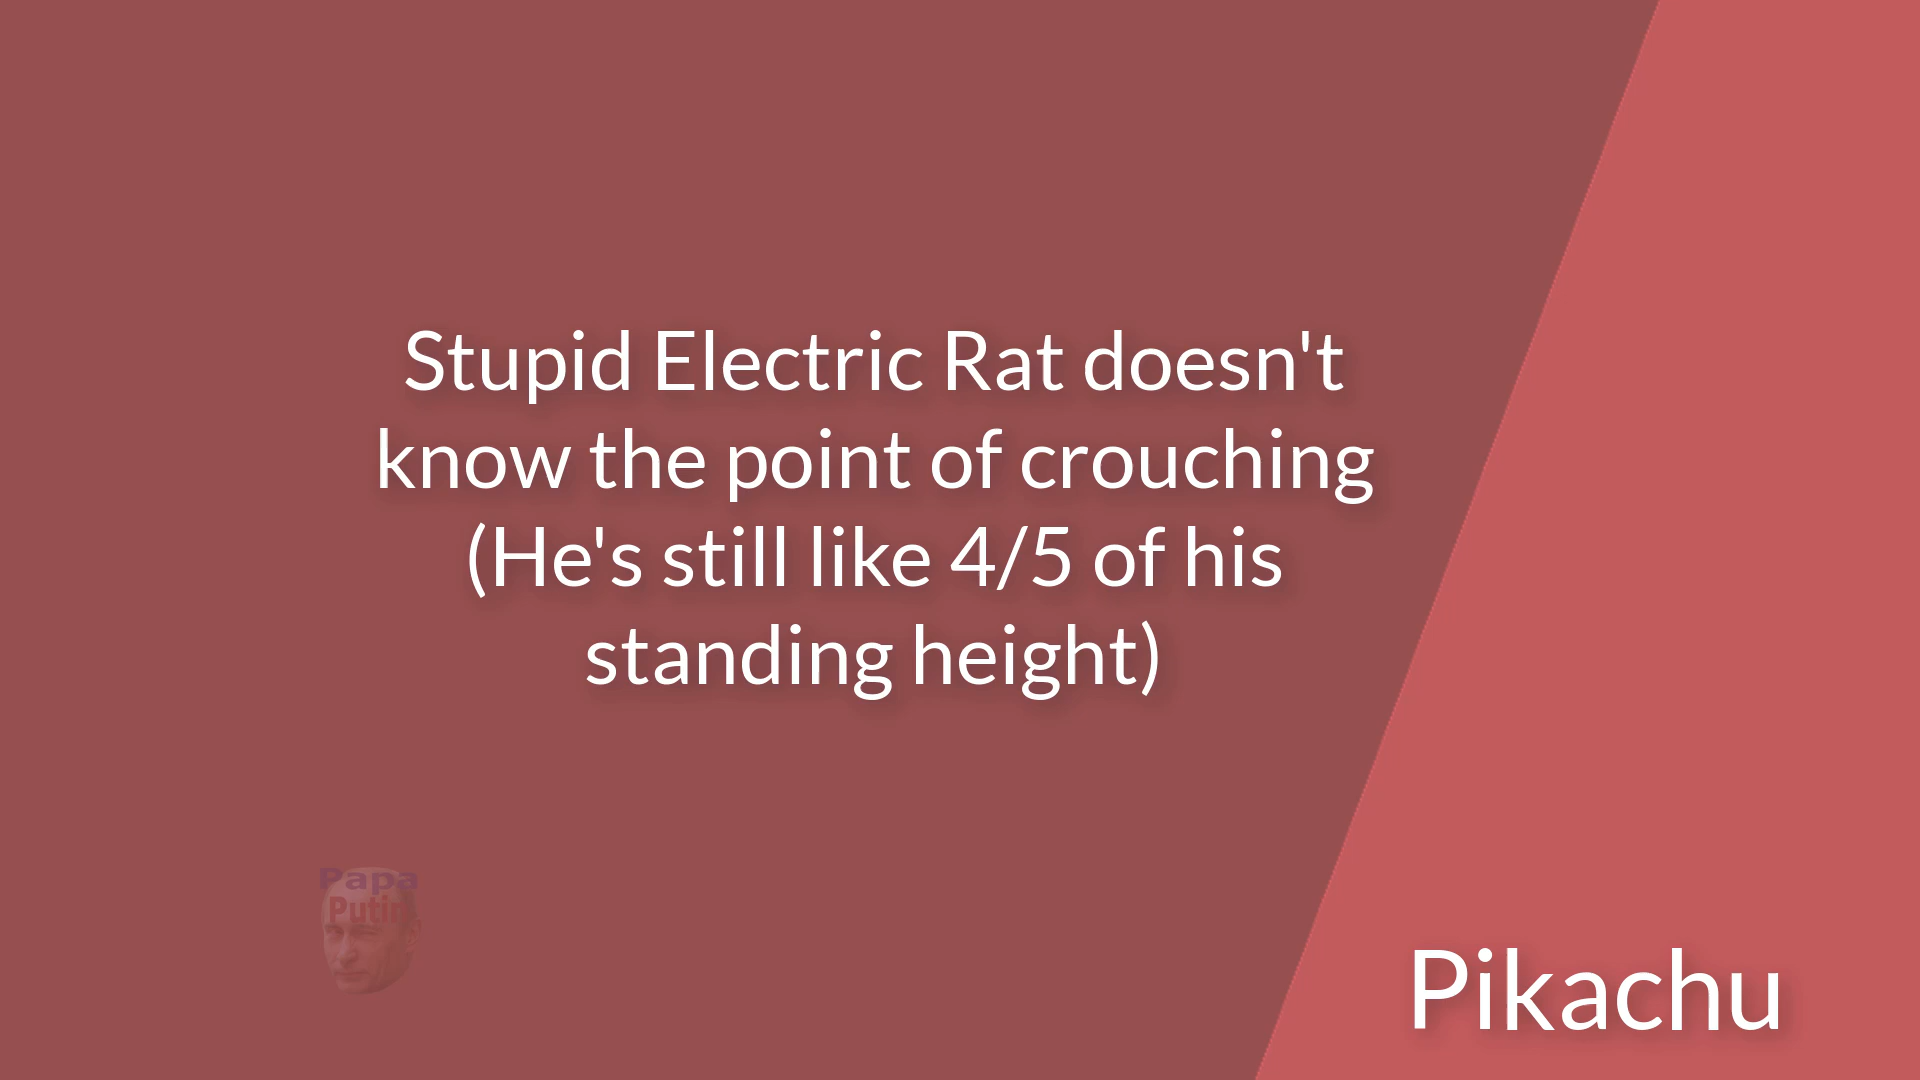 Stupid Electric Rat doesn't
know the point of crouching
(He's still like 4/5 of his
standing height)
Papa
Putin
Pikachu